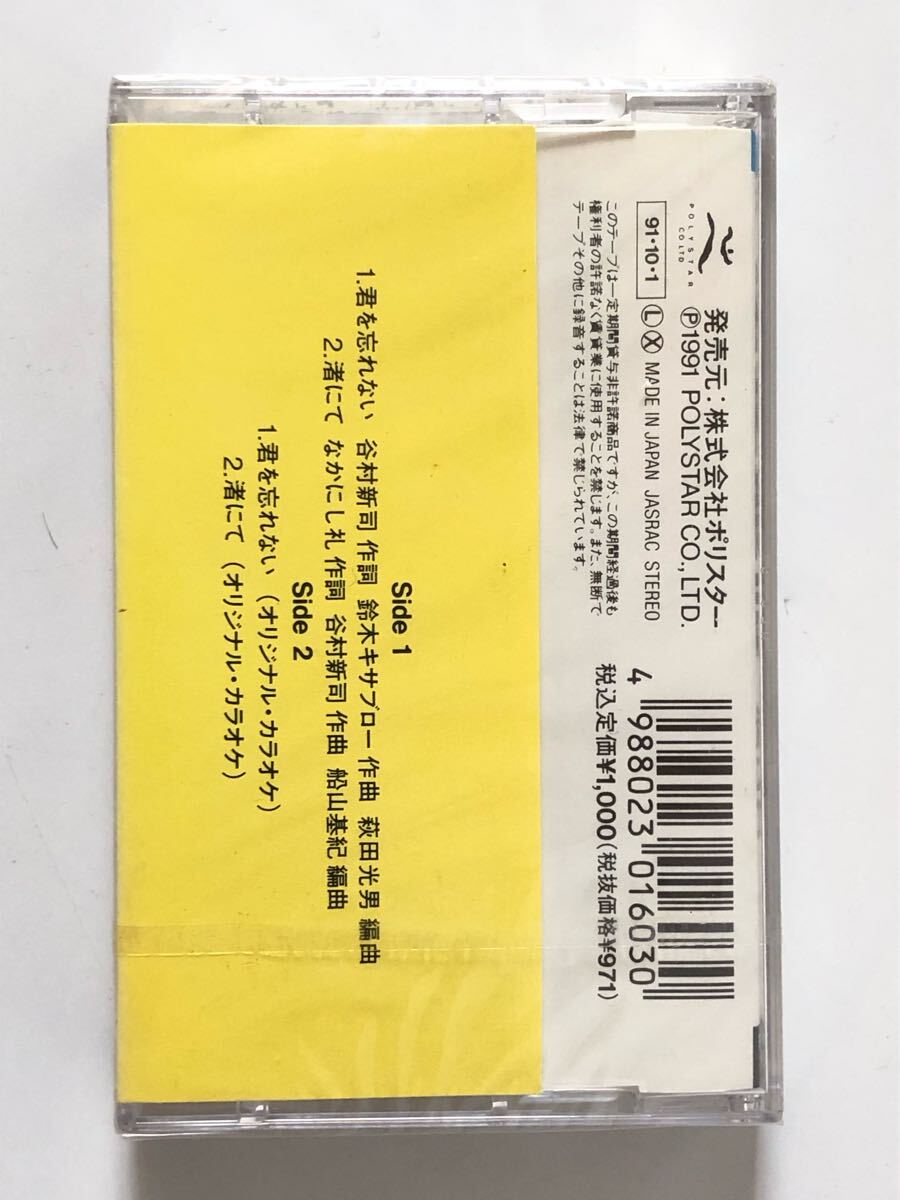 POLYSTAR
CO LTD
発売元：株式会社ポリスター
Ⓟ1991 POLYSTAR CO., LTD.
91・10・1 Ⓛ Ⓧ MADE IN JAPAN JASRAC STEREO
このテープは一定期間貸与非許諾商品ですが、この期間経過後も
権利者の許諾なく賃貸業に使用することを禁じます。また、無断で
テープその他に録音することは法律で禁じられています。
4 988023 016030
税込定価¥1,000(税抜価格¥971)
Side 1
1.君を忘れない 谷村新司 作詞 鈴木キサブロー 作曲 萩田光男 編曲
2.渚にて なかにし礼 作詞 谷村新司 作曲 船山基紀 編曲
Side 2
1.君を忘れない (オリジナル・カラオケ)
2.渚にて (オリジナル・カラオケ)